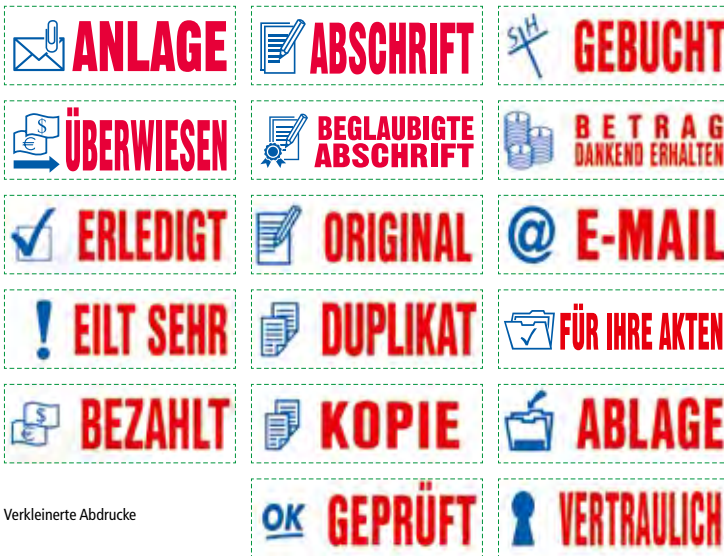 ANLAGE
ABSCHRIFT
S H GEBUCHT
$ € ÜBERWIESEN
BEGLAUBIGTE
ABSCHRIFT
BETRAG
DANKEND ERHALTEN
ERLEDIGT
ORIGINAL
@ E-MAIL
! EILT SEHR
DUPLIKAT
FÜR IHRE AKTEN
$ € BEZAHLT
KOPIE
ABLAGE
Verkleinerte Abdrucke
OK GEPRÜFT
VERTRAULICH